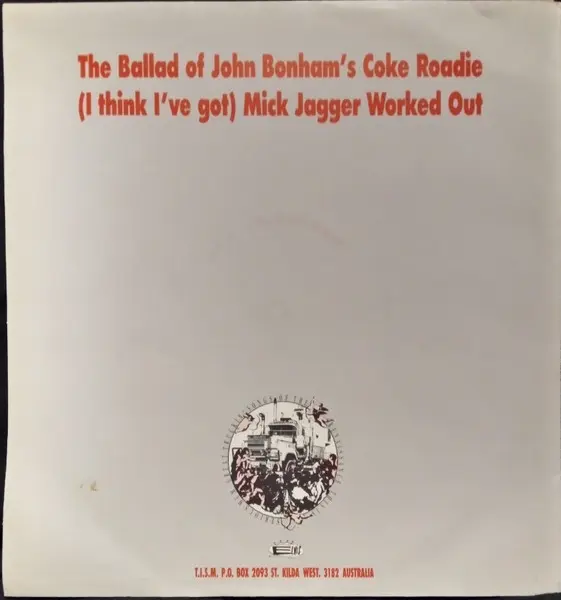 The Ballad of John Bonham's Coke Roadie
(I think I've got) Mick Jagger Worked Out
T.I.S.M. P.O. BOX 2093 ST. KILDA WEST. 3182 AUSTRALIA